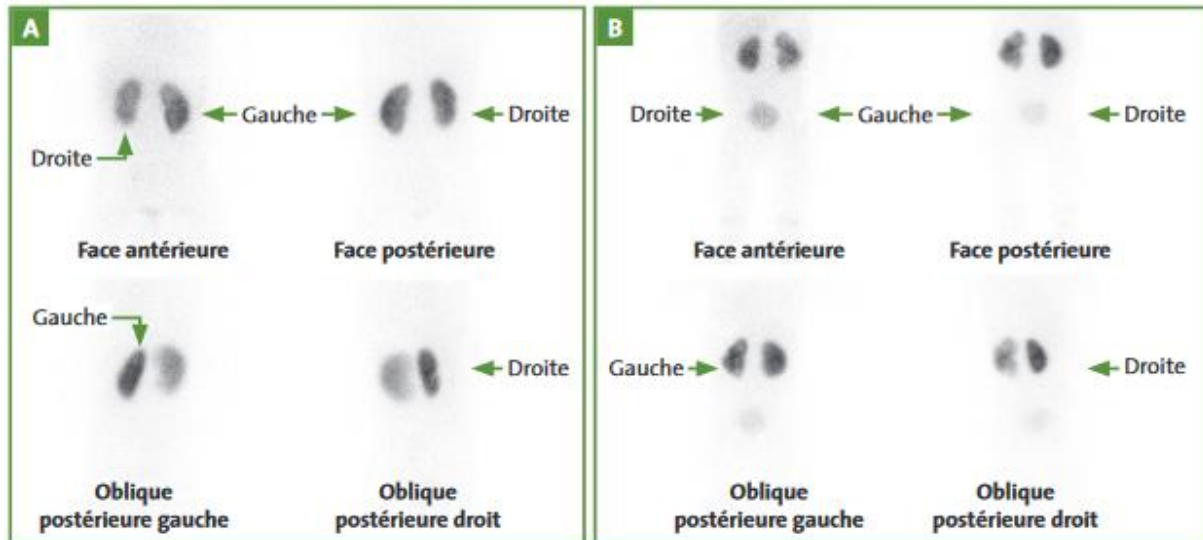 A
Gauche
Droite
Droite
Face antérieure
Face postérieure
Gauche
Droite
Oblique
postérieure gauche
Oblique
postérieure droit
B
Droite
Gauche
Droite
Face antérieure
Face postérieure
Gauche
Droite
Oblique
postérieure gauche
Oblique
postérieure droit